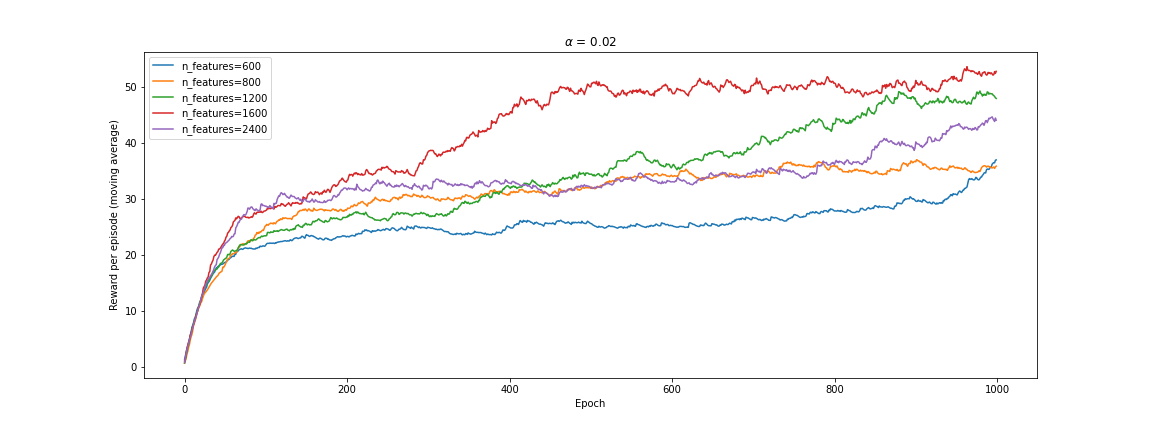 α = 0.02
n_features=600
n_features=800
n_features=1200
n_features=1600
n_features=2400
Reward per episode (moving average)
50
40
30
20
10
0
0 200 400 600 800 1000
Epoch